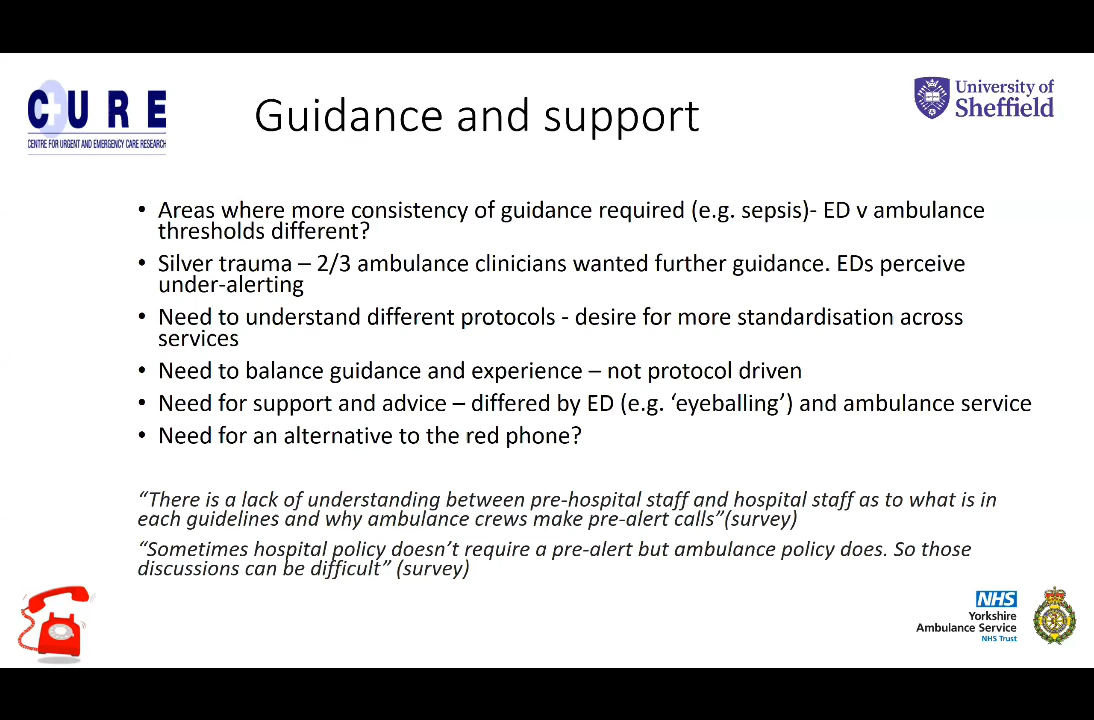 CURE
CENTRE FOR URGENT AND EMERGENCY CARE RESEARCH
Guidance and support
University of
Sheffield
• Areas where more consistency of guidance required (e.g. sepsis)- ED v ambulance
thresholds different?
• Silver trauma – 2/3 ambulance clinicians wanted further guidance. EDs perceive
under-alerting
• Need to understand different protocols - desire for more standardisation across
services
• Need to balance guidance and experience – not protocol driven
• Need for support and advice – differed by ED (e.g. ‘eyeballing’) and ambulance service
• Need for an alternative to the red phone?
“There is a lack of understanding between pre-hospital staff and hospital staff as to what is in
each guidelines and why ambulance crews make pre-alert calls”(survey)
“Sometimes hospital policy doesn’t require a pre-alert but ambulance policy does. So those
discussions can be difficult” (survey)
NHS
Yorkshire
Ambulance Service
NHS Trust